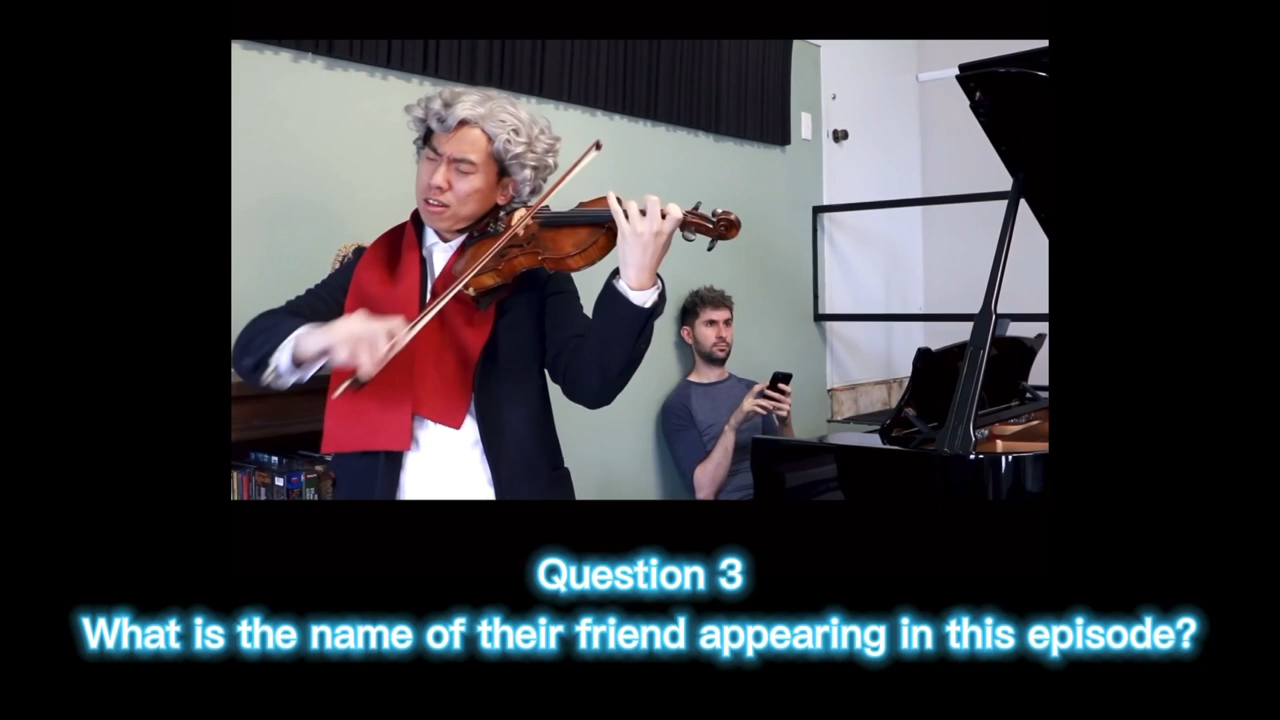 Question 3
What is the name of their friend appearing in this episode?